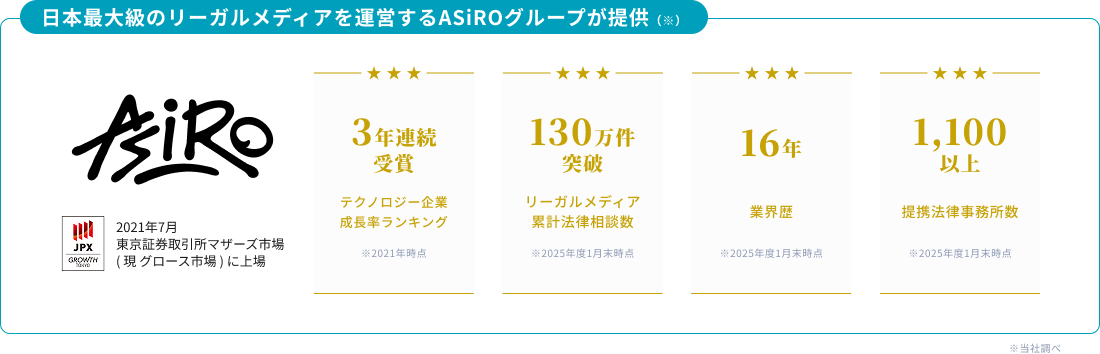 日本最大級のリーガルメディアを運営するASiROグループが提供（※）
ASiRO
JPX
GROWTH
TOKYO
2021年7月
東京証券取引所マザーズ市場
( 現 グロース市場 ) に上場
★★★
3年連続
受賞
テクノロジー企業
成長率ランキング
※2021年時点
★★★
130万件
突破
リーガルメディア
累計法律相談数
※2025年度1月末時点
★★★
16年
業界歴
※2025年度1月末時点
★★★
1,100
以上
提携法律事務所数
※2025年度1月末時点
※当社調べ